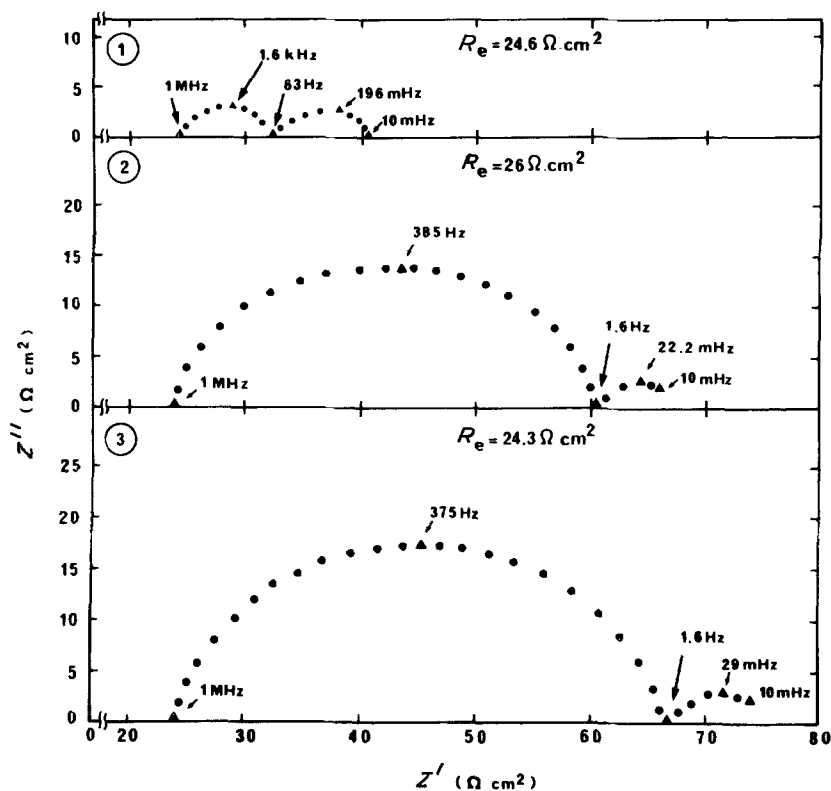 10
5
0
1
R_e = 24.6 Ω.cm²
1 MHz
1.6 kHz
63 Hz
196 mHz
10 mHz
2
R_e = 26 Ω.cm²
20
15
10
5
0
385 Hz
1 MHz
1.6 Hz
22.2 mHz
10 mHz
Z'' (Ω cm²)
3
R_e = 24.3 Ω cm²
25
20
15
10
5
0
375 Hz
1 MHz
1.6 Hz
29 mHz
10 mHz
0 20 30 40 50 60 70 80
Z' (Ω cm²)